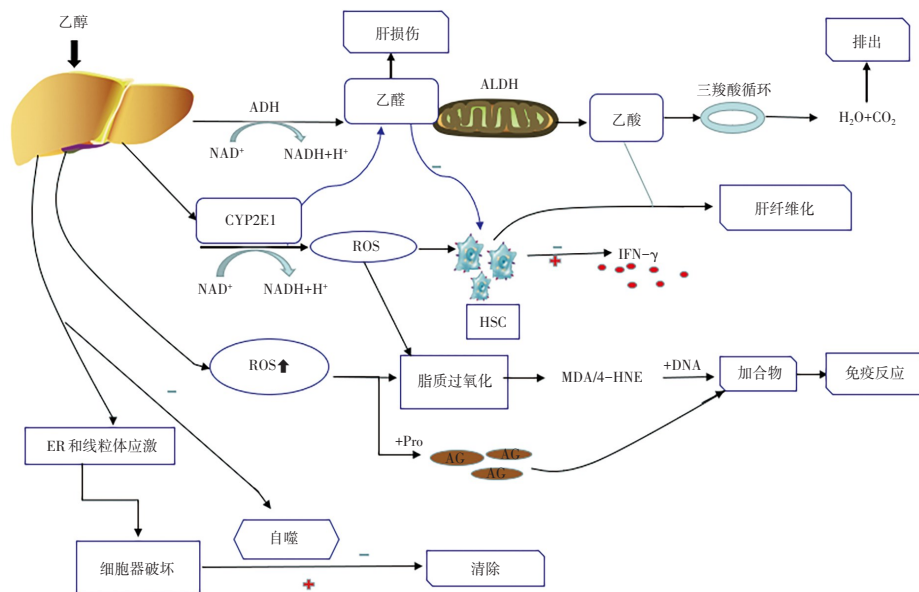 乙醇
肝损伤
排出
ADH
乙醛
ALDH
乙酸
三羧酸循环
H₂O+CO₂
NAD⁺
NADH+H⁺
−
CYP2E1
肝纤维化
ROS
−
+
IFN-γ
NAD⁺
NADH+H⁺
HSC
ROS⬆
−
脂质过氧化
MDA/4-HNE
+DNA
加合物
免疫反应
+Pro
AG
AG
AG
ER 和线粒体应激
自噬
细胞器破坏
−
+
清除